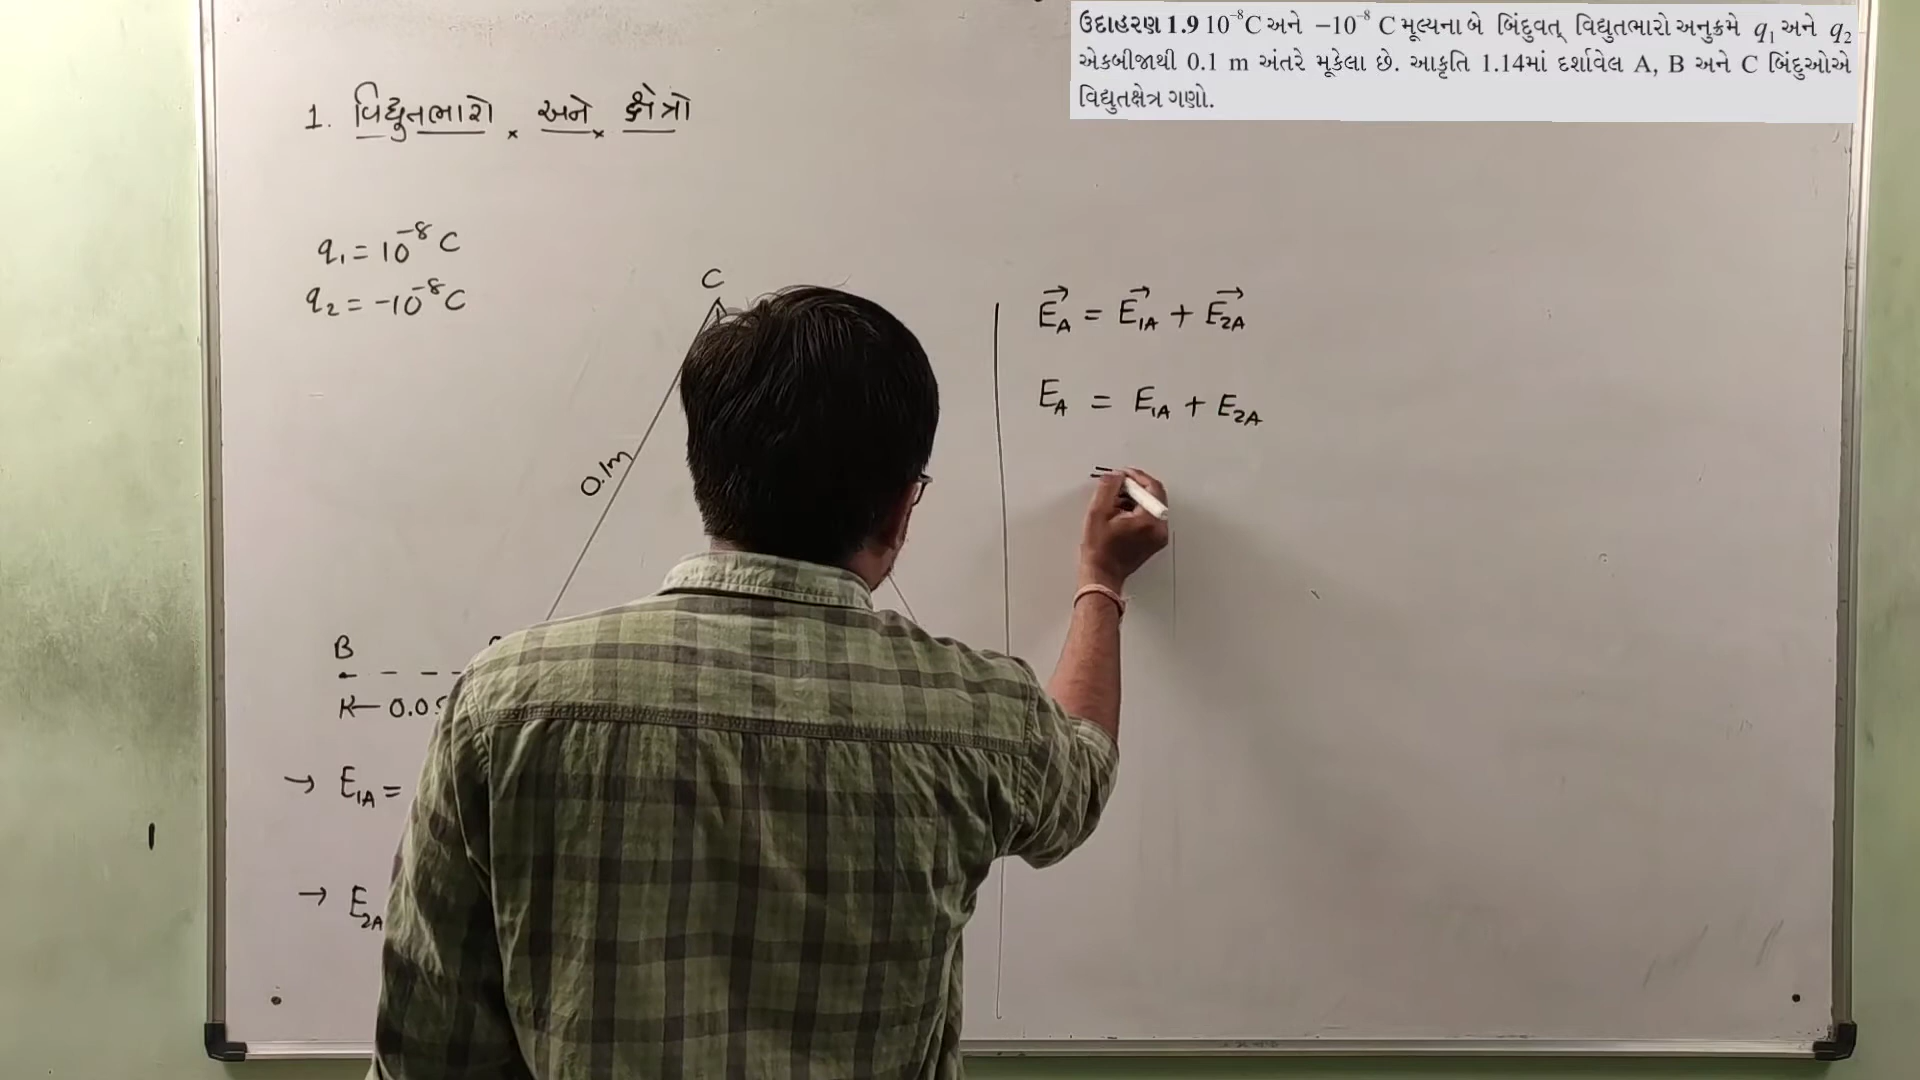 ઉદાહરણ 1.9 10⁻⁸C અને −10⁻⁸ C મૂલ્યના બે બિંદુવત્ વિદ્યુતભારો અનુક્રમે q₁ અને q₂
એકબીજાથી 0.1 m અંતરે મૂકેલા છે. આકૃતિ 1.14માં દર્શાવેલ A, B અને C બિંદુઓએ
વિદ્યુતક્ષેત્ર ગણો.
1. વિદ્યુતભારો અને ક્ષેત્રો
q₁ = 10⁻⁸ C
q₂ = -10⁻⁸ C
C
0.1m
B
0.0
→ E₁A =
→ E₂A
E⃗A = E⃗₁A + E⃗₂A
EA = E₁A + E₂A
=